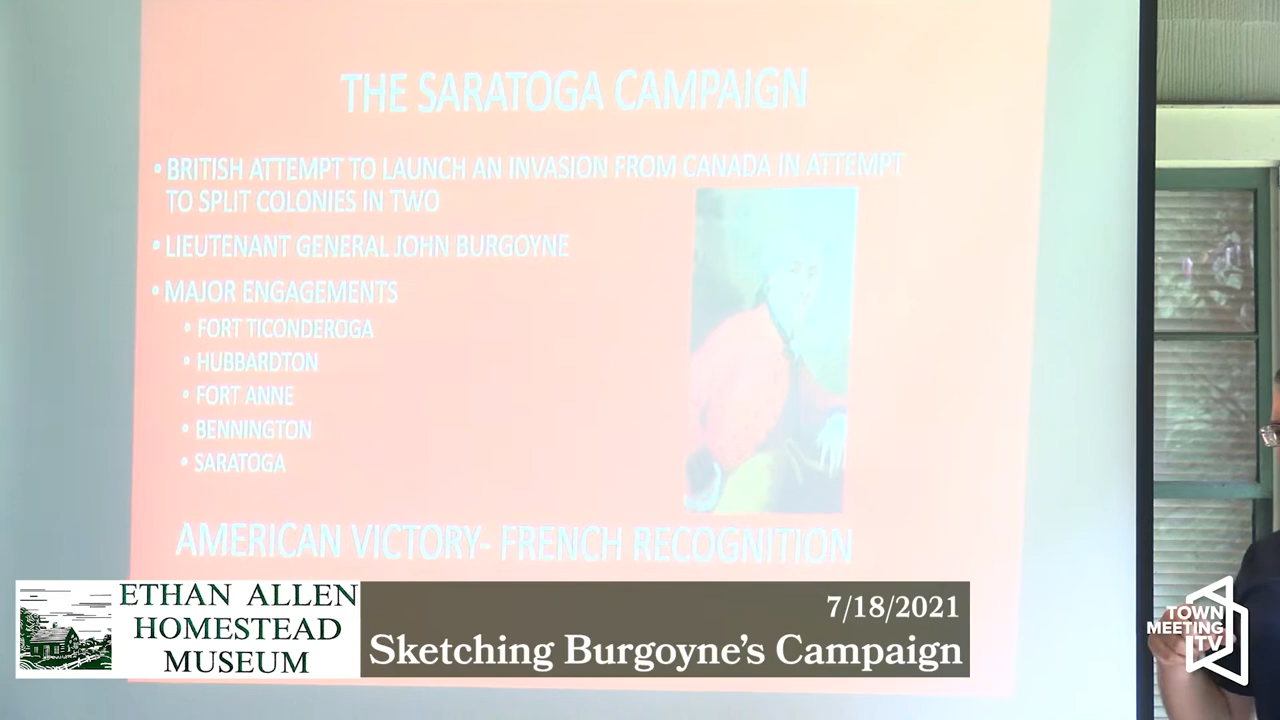 THE SARATOGA CAMPAIGN
• BRITISH ATTEMPT TO LAUNCH AN INVASION FROM CANADA IN ATTEMPT
TO SPLIT COLONIES IN TWO
• LIEUTENANT GENERAL JOHN BURGOYNE
• MAJOR ENGAGEMENTS
• FORT TICONDEROGA
• HUBBARDTON
• FORT ANNE
• BENNINGTON
• SARATOGA
AMERICAN VICTORY- FRENCH RECOGNITION
ETHAN ALLEN
HOMESTEAD
MUSEUM
7/18/2021
Sketching Burgoyne's Campaign
TOWN
MEETING
TV